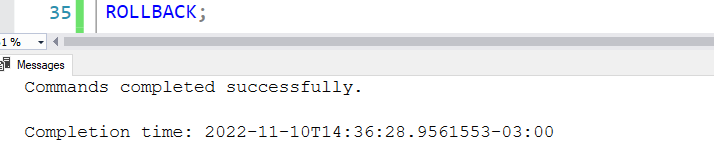 35 ROLLBACK;
1 %
Messages
Commands completed successfully.
Completion time: 2022-11-10T14:36:28.9561553-03:00